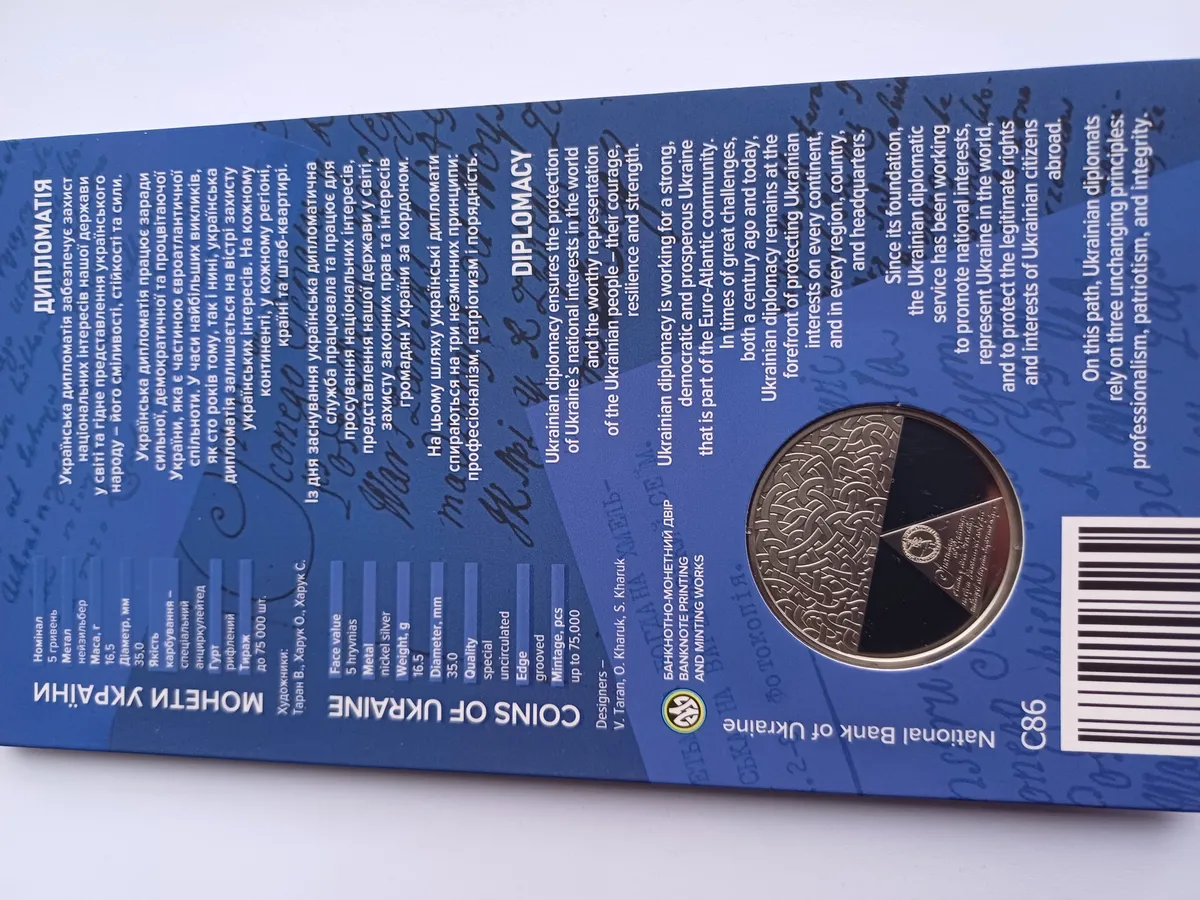 ДИПЛОМАТІЯ
Українська дипломатія забезпечує захист
національних інтересів нашої держави
у світі та гідне представлення українського
народу – його сміливості, стійкості та сили.
Українська дипломатія працює заради
сильної, демократичної та процвітаючої
України, яка є частиною євроатлантичної
спільноти. У часи найбільших викликів,
як сто років тому, так і нині, українська
дипломатія залишається на вістрі захисту
українських інтересів. На кожному
континенті, у кожному регіоні,
країні та штаб-квартирі.
Із дня заснування українська дипломатична
служба працювала та працює для
просування національних інтересів,
представлення нашої держави у світі,
захисту законних прав та інтересів
громадян України за кордоном.
На цьому шляху українські дипломати
спираються на три незмінних принципи:
професіоналізм, патріотизм і порядність.
DIPLOMACY
Ukrainian diplomacy ensures the protection
of Ukraine's national interests in the world
and the worthy representation
of the Ukrainian people – their courage,
resilience and strength.
Ukrainian diplomacy is working for a strong,
democratic and prosperous Ukraine
that is part of the Euro-Atlantic community.
In times of great challenges,
both a century ago and today,
Ukrainian diplomacy remains at the
forefront of protecting Ukrainian
interests on every continent,
and in every region, country,
and headquarters.
Since its foundation,
the Ukrainian diplomatic
service has been working
to promote national interests,
represent Ukraine in the world,
and to protect the legitimate rights
and interests of Ukrainian citizens
abroad.
On this path, Ukrainian diplomats
rely on three unchanging principles:
professionalism, patriotism, and integrity.
МОНЕТИ УКРАЇНИ
Номінал
5 гривень
Метал
нейзильбер
Маса, г
16.5
Діаметр, мм
35.0
Якість
карбування –
спеціальний
анциркулейтед
Гурт
рифлений
Тираж
до 75 000 шт.
Художники:
Таран В., Харук О., Харук С.
COINS OF UKRAINE
Face value
5 hryvnias
Metal
nickel silver
Weight, g
16.5
Diameter, mm
35.0
Quality
special
uncirculated
Edge
grooved
Mintage, pcs
up to 75,000
Designers –
V. Taran, O. Kharuk, S. Kharuk
БАНКНОТНО-МОНЕТНИЙ ДВІР
BANKNOTE PRINTING
AND MINTING WORKS
National Bank of Ukraine
C86
ФОТОКОПІЯ.